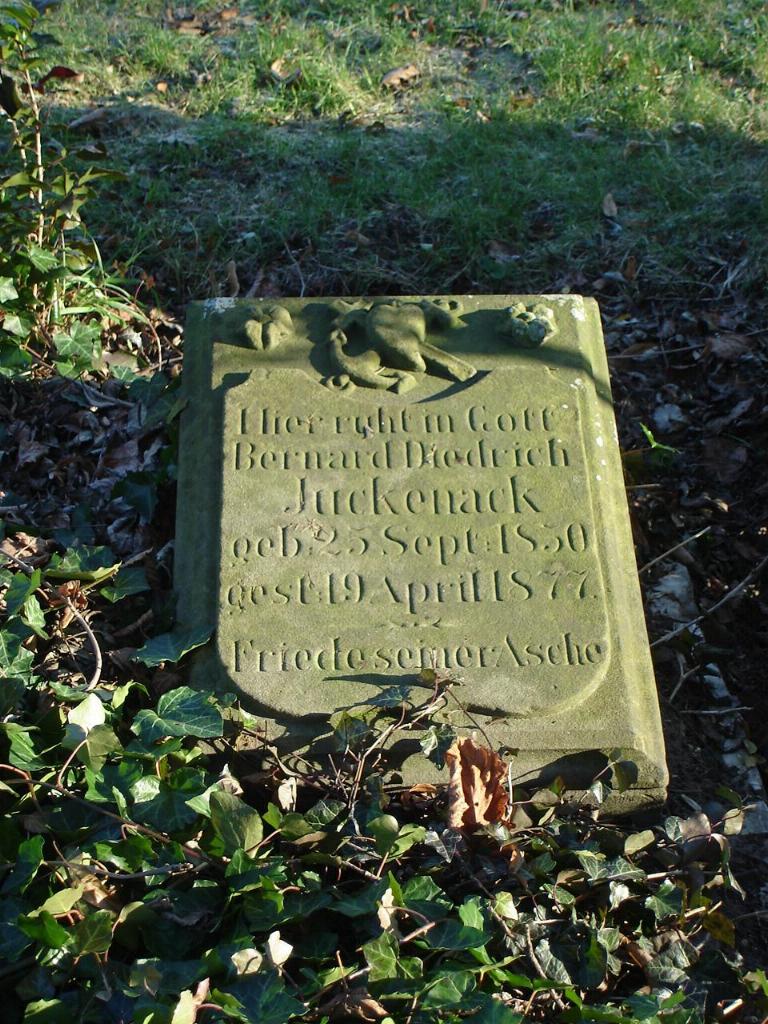 Hier ruht in Gott
Bernard Diedrich
Juckenack
geb: 25 Sept: 1850
gest: 19 April 1877.
Friede seiner Asche